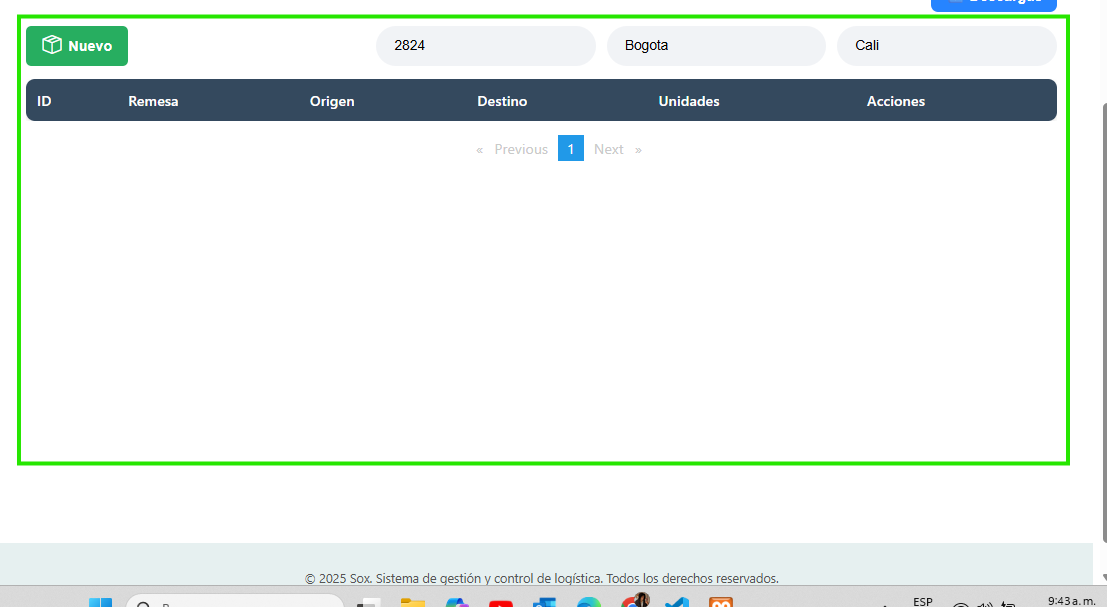 Nuevo
2824
Bogota
Cali
ID Remesa Origen Destino Unidades Acciones
« Previous 1 Next »
© 2025 Sox. Sistema de gestión y control de logística. Todos los derechos reservados.
ESP
9:43 a. m.